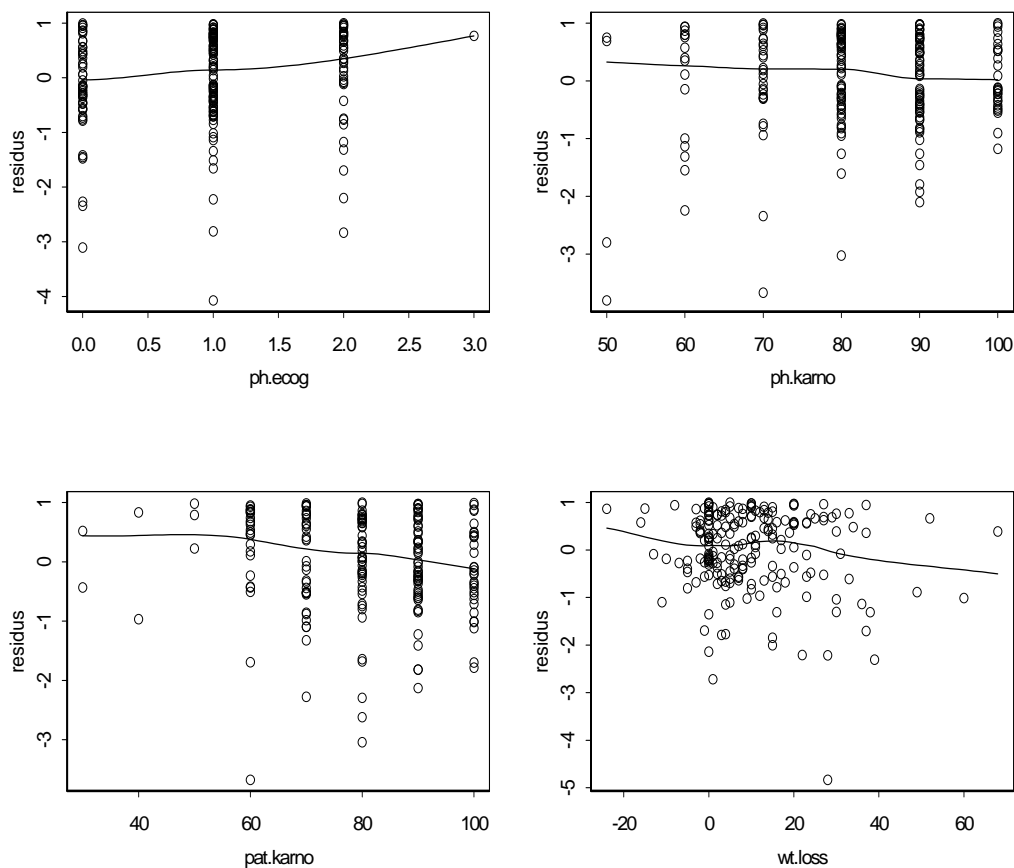 residus
-4 -3 -2 -1 0 1
0.0 0.5 1.0 1.5 2.0 2.5 3.0
ph.ecog
residus
-3 -2 -1 0 1
50 60 70 80 90 100
ph.karno
residus
-3 -2 -1 0 1
40 60 80 100
pat.karno
residus
-5 -4 -3 -2 -1 0 1
-20 0 20 40 60
wt.loss